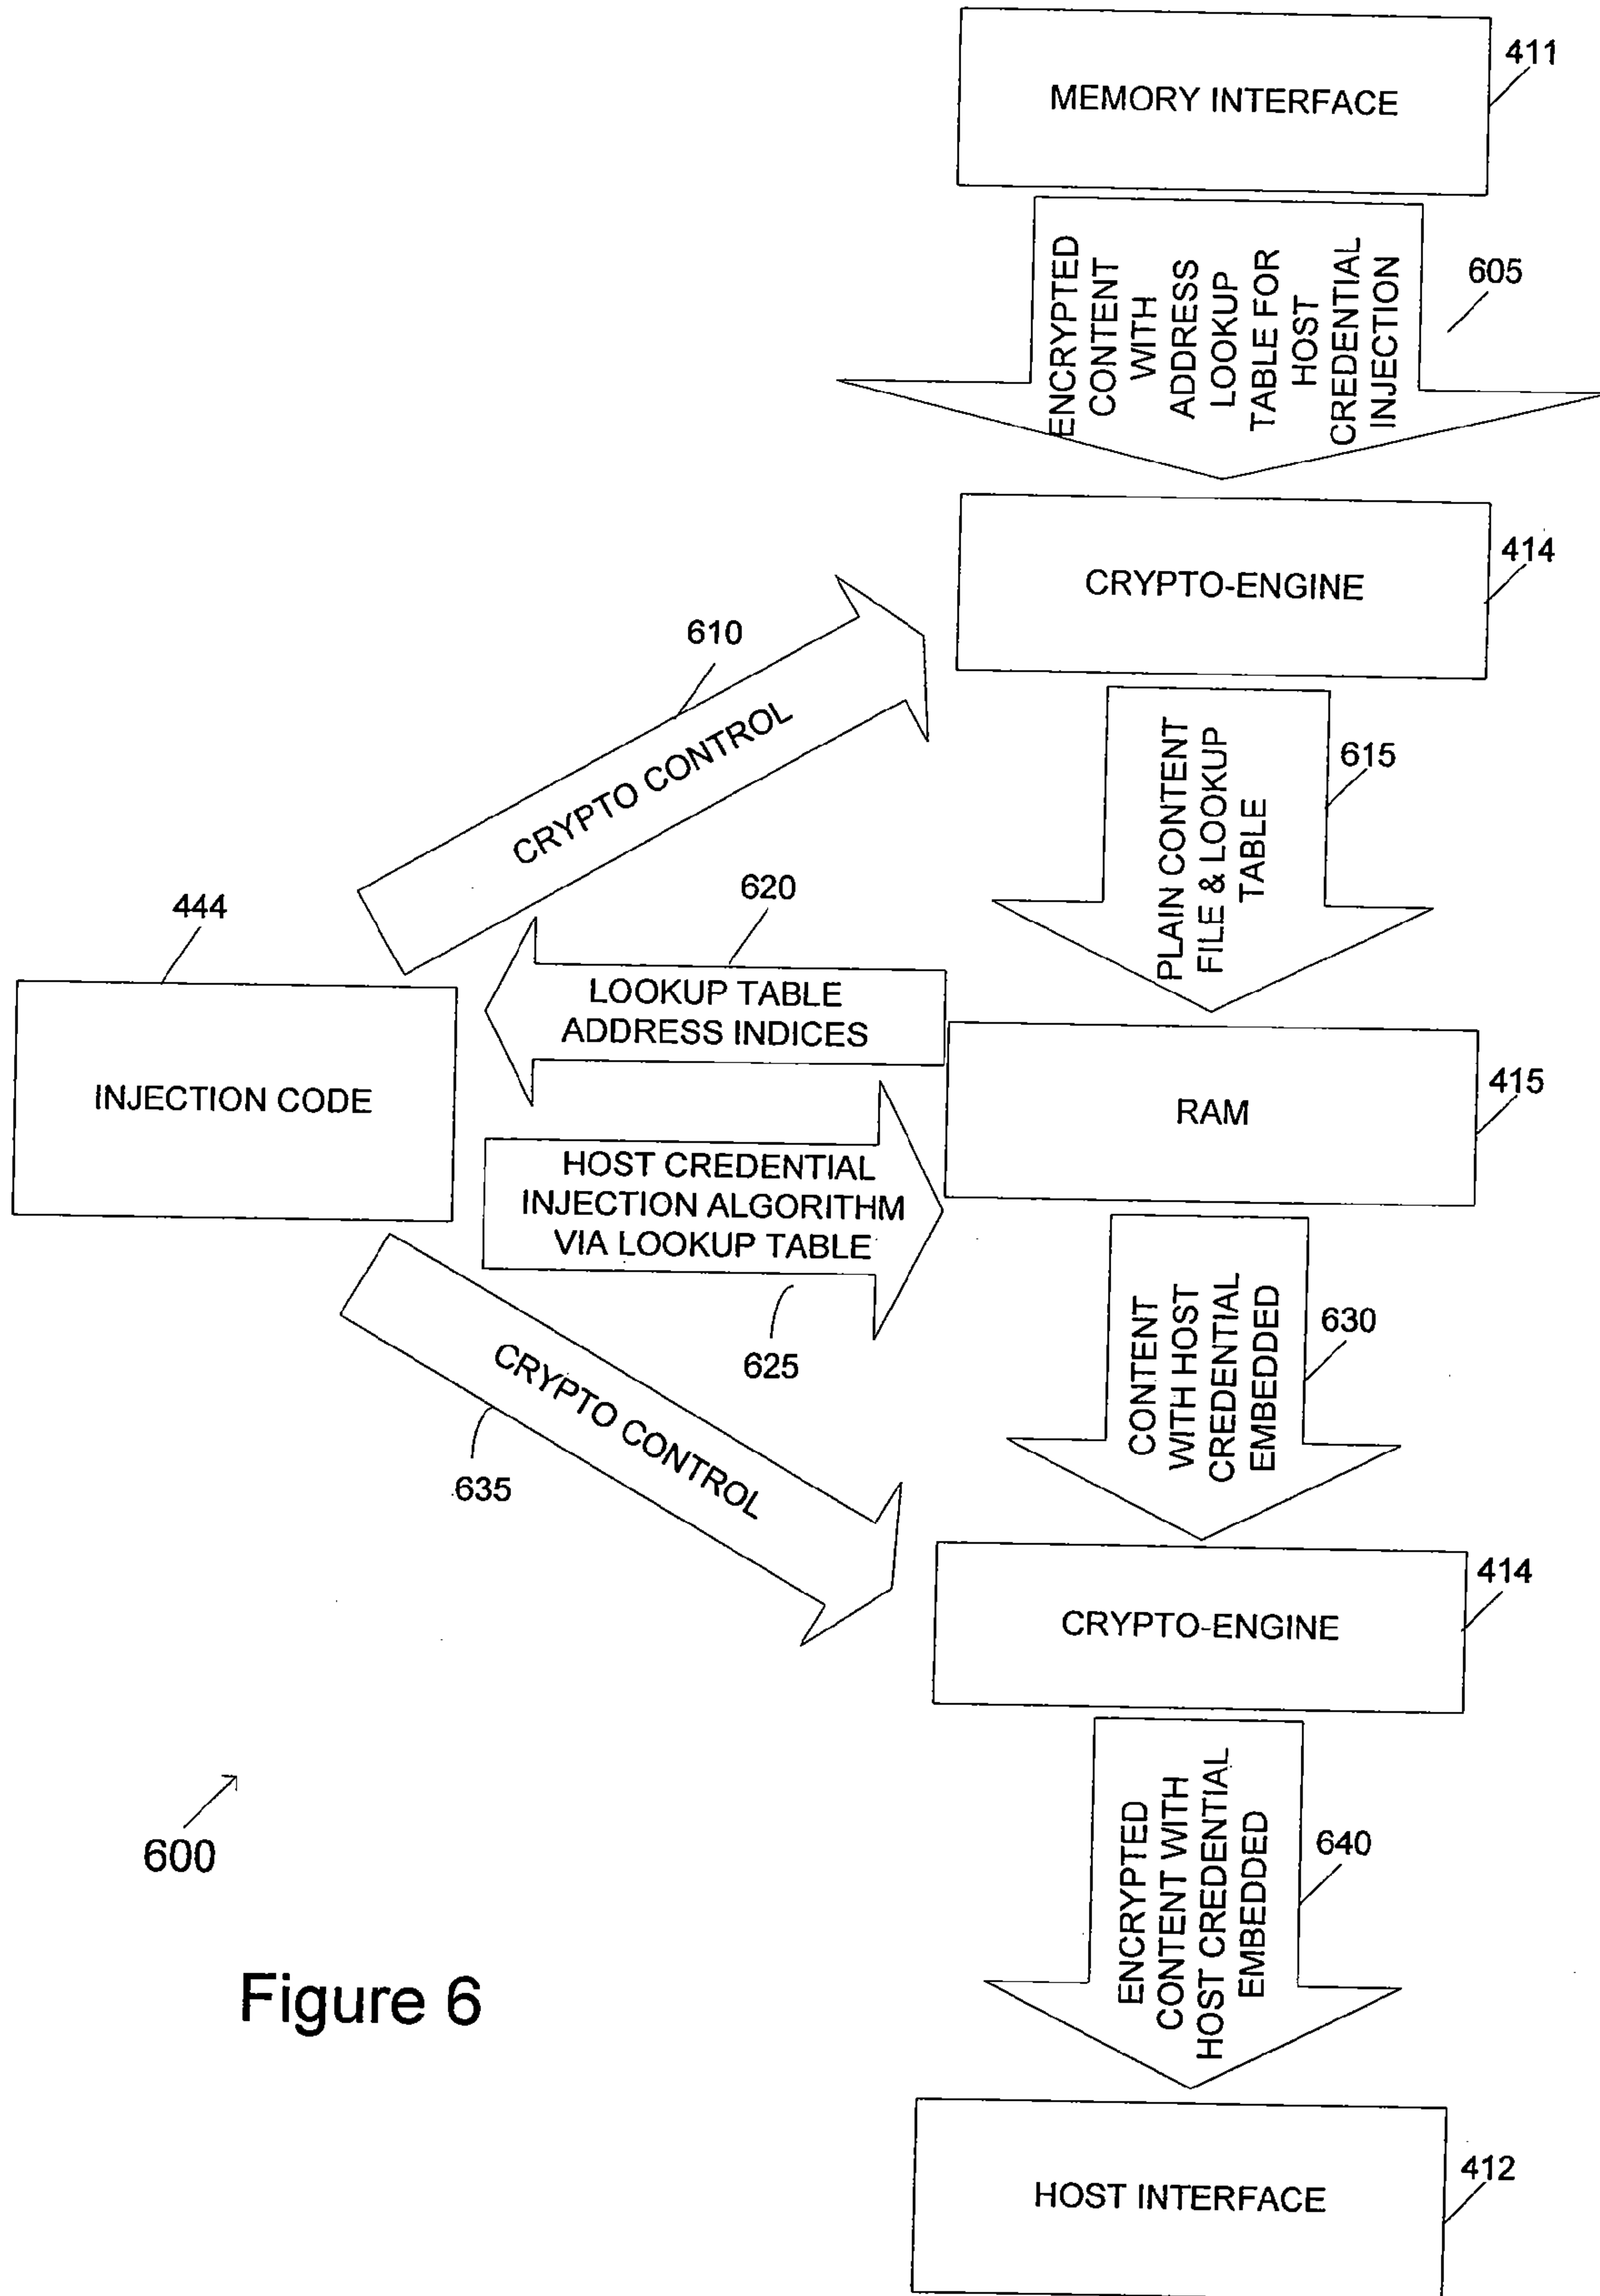 411
MEMORY INTERFACE
ENCRYPTED
CONTENT
WITH
ADDRESS
LOOKUP
TABLE FOR
HOST
CREDENTIAL
INJECTION
605
414
CRYPTO-ENGINE
610
CRYPTO CONTROL
PLAIN CONTENT
FILE & LOOKUP
TABLE
615
444
620
LOOKUP TABLE
ADDRESS INDICES
INJECTION CODE
415
RAM
HOST CREDENTIAL
INJECTION ALGORITHM
VIA LOOKUP TABLE
625
CONTENT
WITH HOST
CREDENTIAL
EMBEDDED
630
CRYPTO CONTROL
635
414
CRYPTO-ENGINE
ENCRYPTED
CONTENT WITH
HOST CREDENTIAL
EMBEDDED
640
600
Figure 6
412
HOST INTERFACE